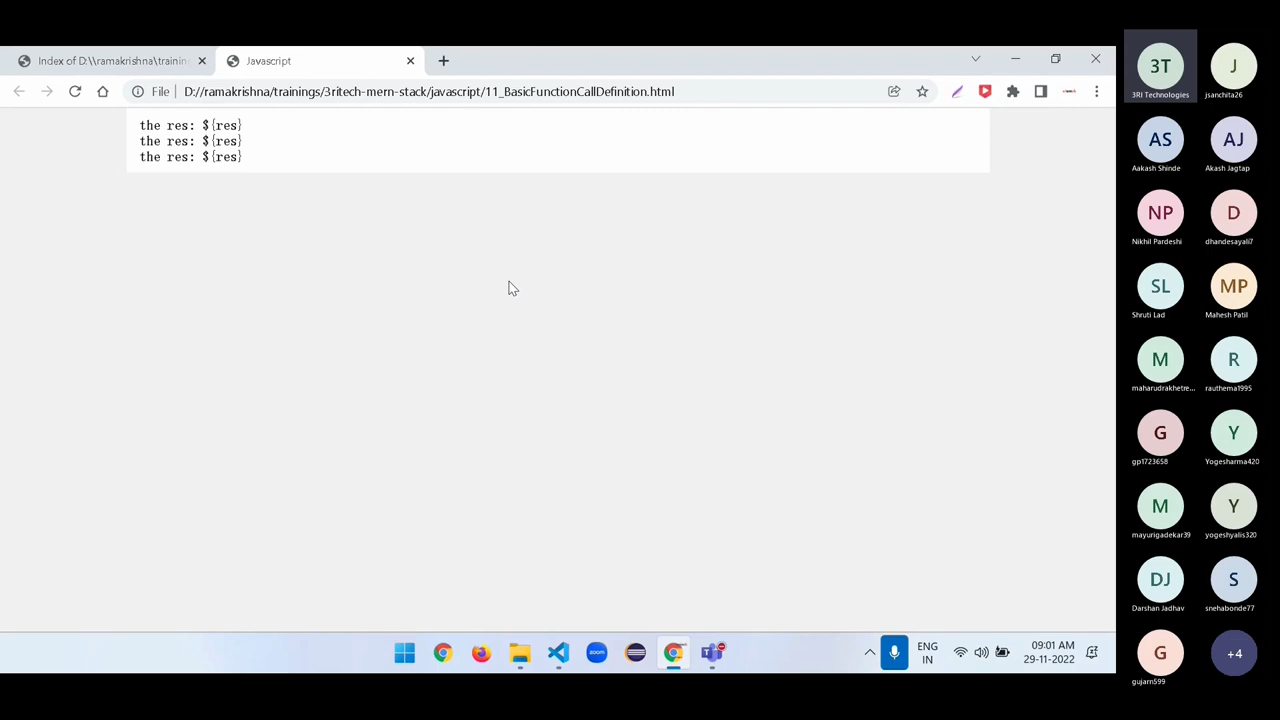 Index of D:\\ramakrishna\trainin
Javascript
File
D://ramakrishna/trainings/3ritech-mern-stack/javascript/11_BasicFunctionCallDefinition.html
the res: ${res}
the res: ${res}
the res: ${res}
3T
3RI Technologies
J
jsanchita26
AS
Aakash Shinde
AJ
Akash Jagtap
NP
Nikhil Pardeshi
D
dhandesayali7
SL
Shruti Lad
MP
Mahesh Patil
M
maharudrakhetre...
R
rauthema1995
G
gp1723658
Y
Yogesharma420
M
mayurigadekar39
Y
yogeshyalis320
DJ
Darshan Jadhav
S
snehabonde77
G
gujarn599
+4
zoom
ENG
IN
09:01 AM
29-11-2022